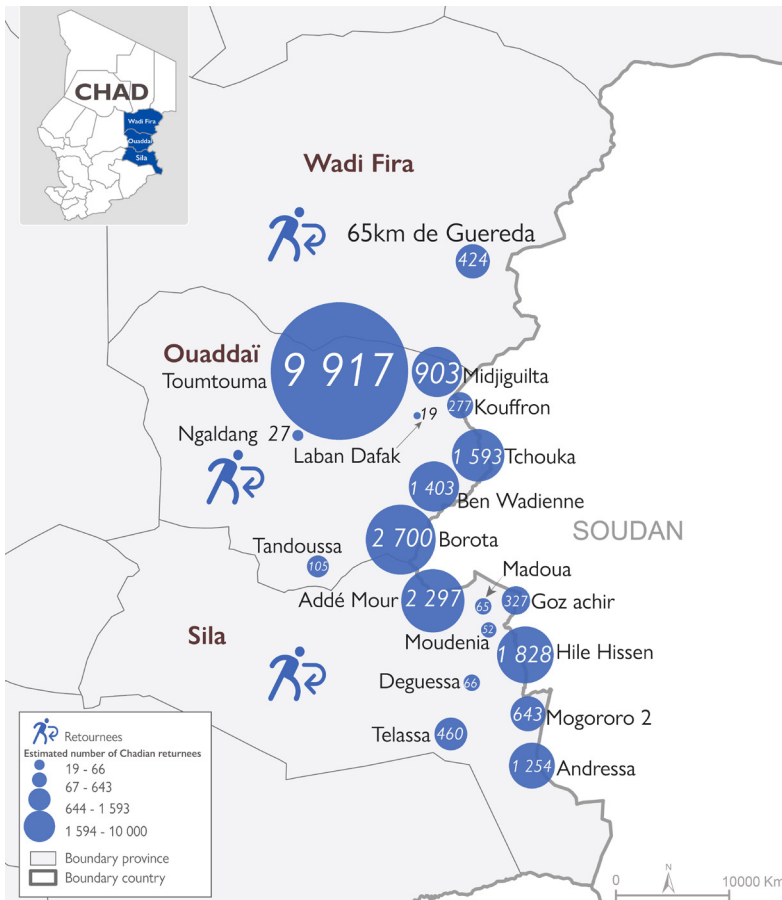 CHAD
Wadi Fira
Ouaddaï
Sila
Wadi Fira
65km de Guereda
424
Ouaddaï
Toumtouma
9 917
903
Midjiguilta
277
Kouffron
19
Laban Dafak
Ngaldang 27
1 593
Tchouka
1 403
Ben Wadienne
SOUDAN
2 700
Borota
Tandoussa
105
Madoua
65
Addé Mour
2 297
327
Goz achir
52
Moudenia
Sila
1 828
Hile Hissen
Deguessa
66
643
Mogororo 2
Telassa
460
1 254
Andressa
Retournees
Estimated number of Chadian returnees
19 - 66
67 - 643
644 - 1 593
1 594 - 10 000
Boundary province
Boundary country
N
0 10000 Km